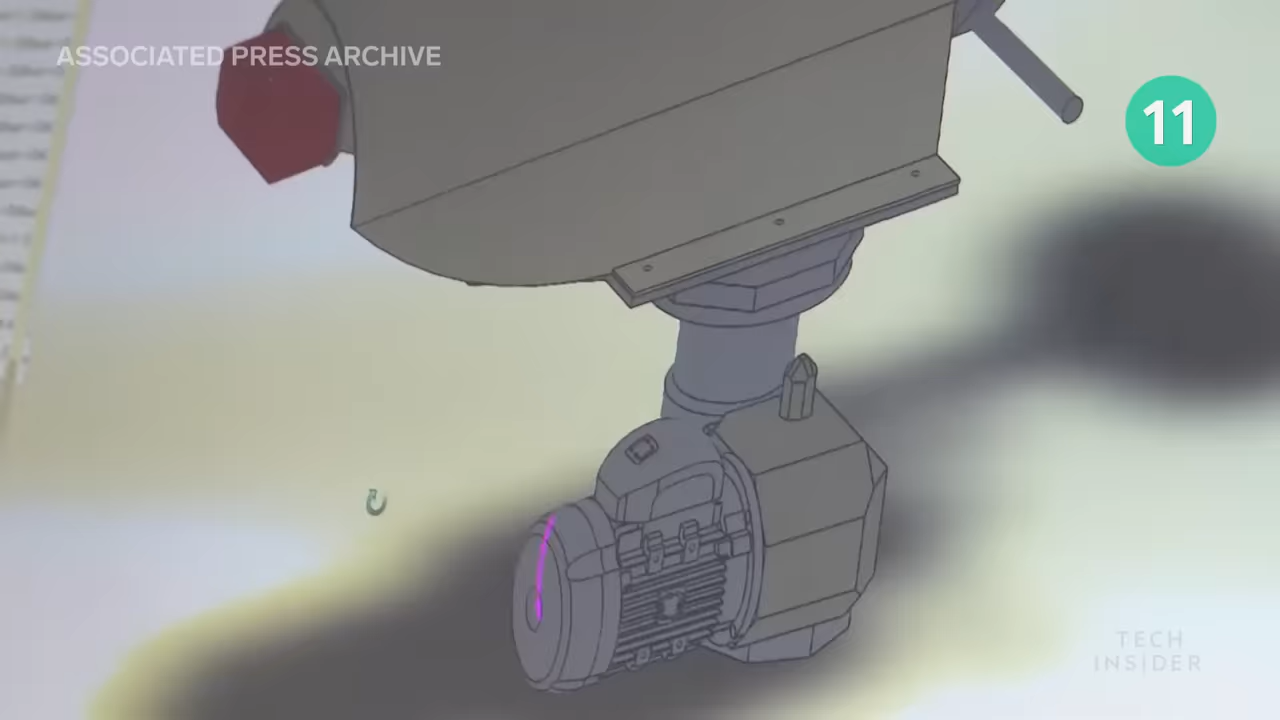 ASSOCIATED PRESS ARCHIVE
11
TECH
INSIDER